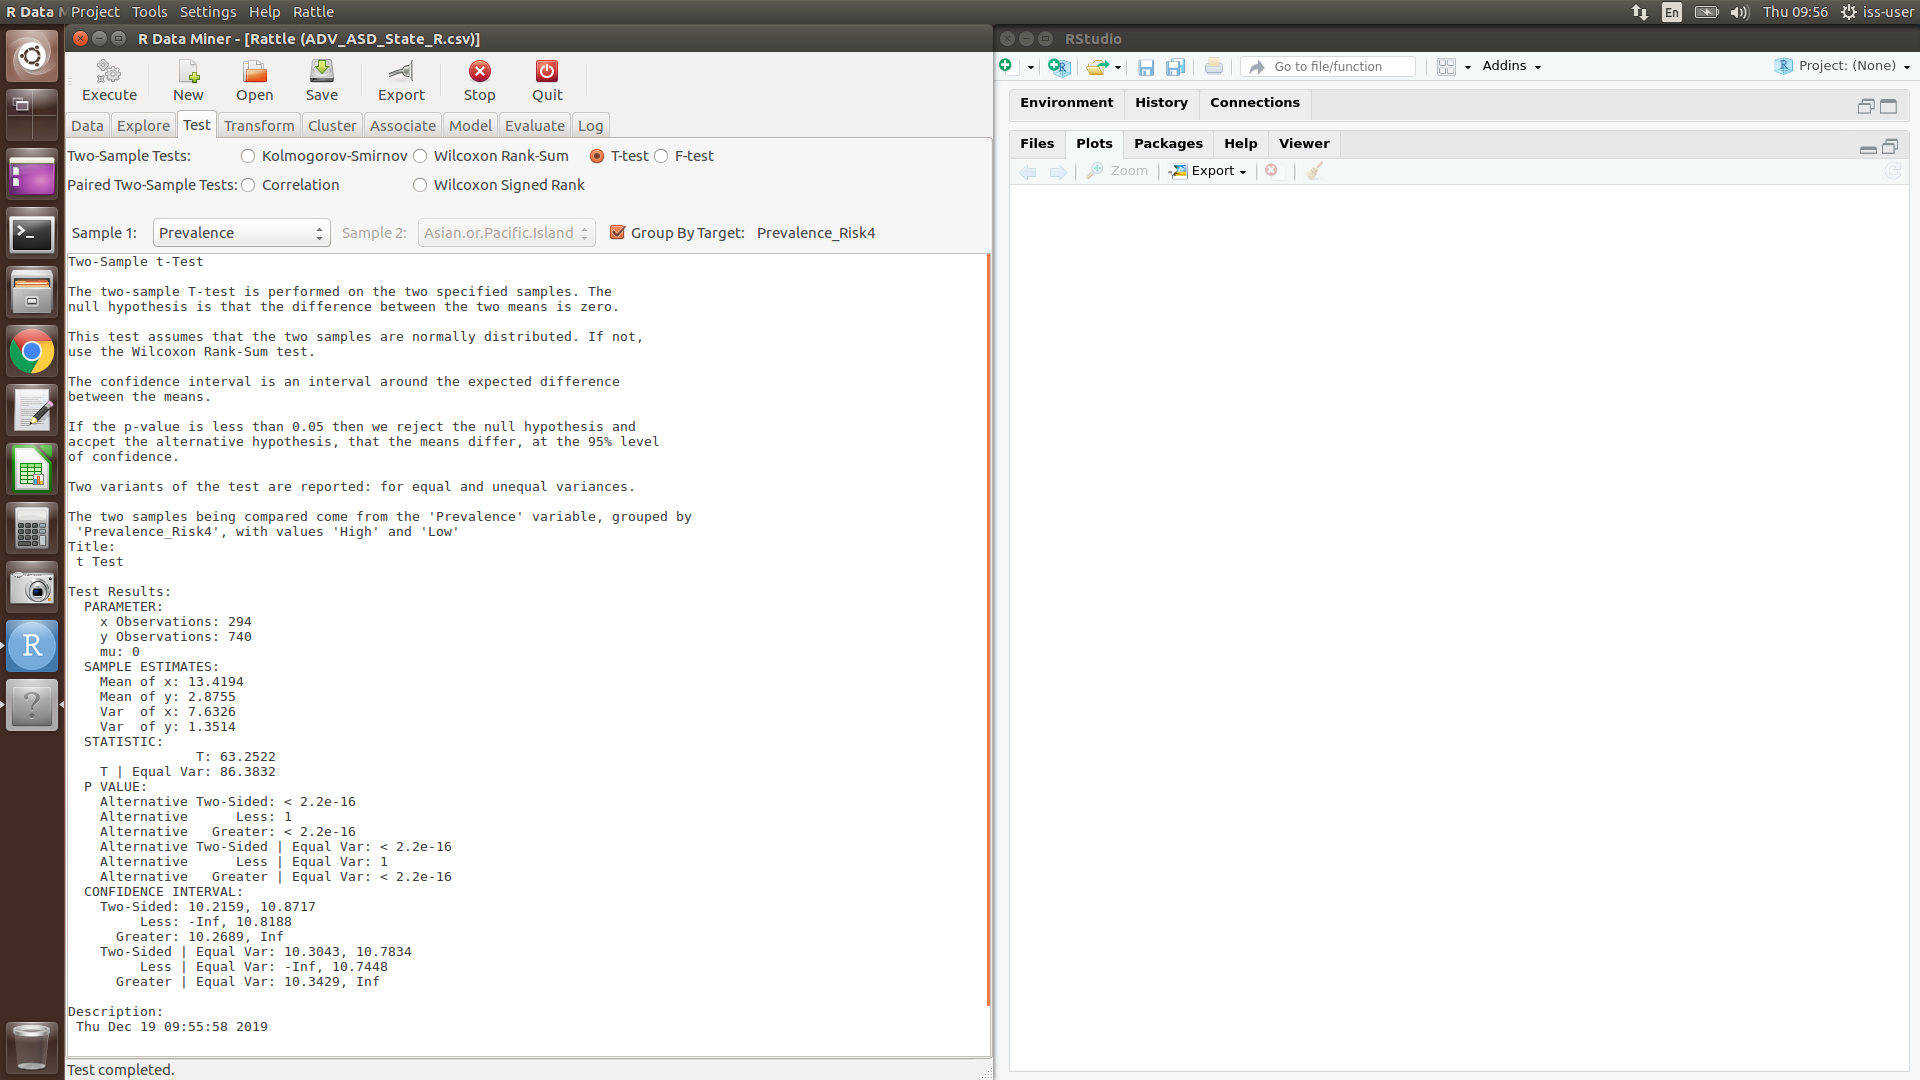 R Data M Project Tools Settings Help Rattle
En Thu 09:56 iss-user
R Data Miner - [Rattle (ADV_ASD_State_R.csv)]
Execute New Open Save Export Stop Quit
Data Explore Test Transform Cluster Associate Model Evaluate Log
Two-Sample Tests: Kolmogorov-Smirnov Wilcoxon Rank-Sum T-test F-test
Paired Two-Sample Tests: Correlation Wilcoxon Signed Rank
Sample 1: Prevalence Sample 2: Asian.or.Pacific.Island Group By Target: Prevalence_Risk4
Two-Sample t-Test
The two-sample T-test is performed on the two specified samples. The
null hypothesis is that the difference between the two means is zero.
This test assumes that the two samples are normally distributed. If not,
use the Wilcoxon Rank-Sum test.
The confidence interval is an interval around the expected difference
between the means.
If the p-value is less than 0.05 then we reject the null hypothesis and
accpet the alternative hypothesis, that the means differ, at the 95% level
of confidence.
Two variants of the test are reported: for equal and unequal variances.
The two samples being compared come from the 'Prevalence' variable, grouped by
'Prevalence_Risk4', with values 'High' and 'Low'
Title:
t Test
Test Results:
PARAMETER:
x Observations: 294
y Observations: 740
mu: 0
SAMPLE ESTIMATES:
Mean of x: 13.4194
Mean of y: 2.8755
Var of x: 7.6326
Var of y: 1.3514
STATISTIC:
T: 63.2522
T | Equal Var: 86.3832
P VALUE:
Alternative Two-Sided: < 2.2e-16
Alternative Less: 1
Alternative Greater: < 2.2e-16
Alternative Two-Sided | Equal Var: < 2.2e-16
Alternative Less | Equal Var: 1
Alternative Greater | Equal Var: < 2.2e-16
CONFIDENCE INTERVAL:
Two-Sided: 10.2159, 10.8717
Less: -Inf, 10.8188
Greater: 10.2689, Inf
Two-Sided | Equal Var: 10.3043, 10.7834
Less | Equal Var: -Inf, 10.7448
Greater | Equal Var: 10.3429, Inf
Description:
Thu Dec 19 09:55:58 2019
Test completed.
RStudio
Go to file/function Addins Project: (None)
Environment History Connections
Files Plots Packages Help Viewer
Zoom Export
R